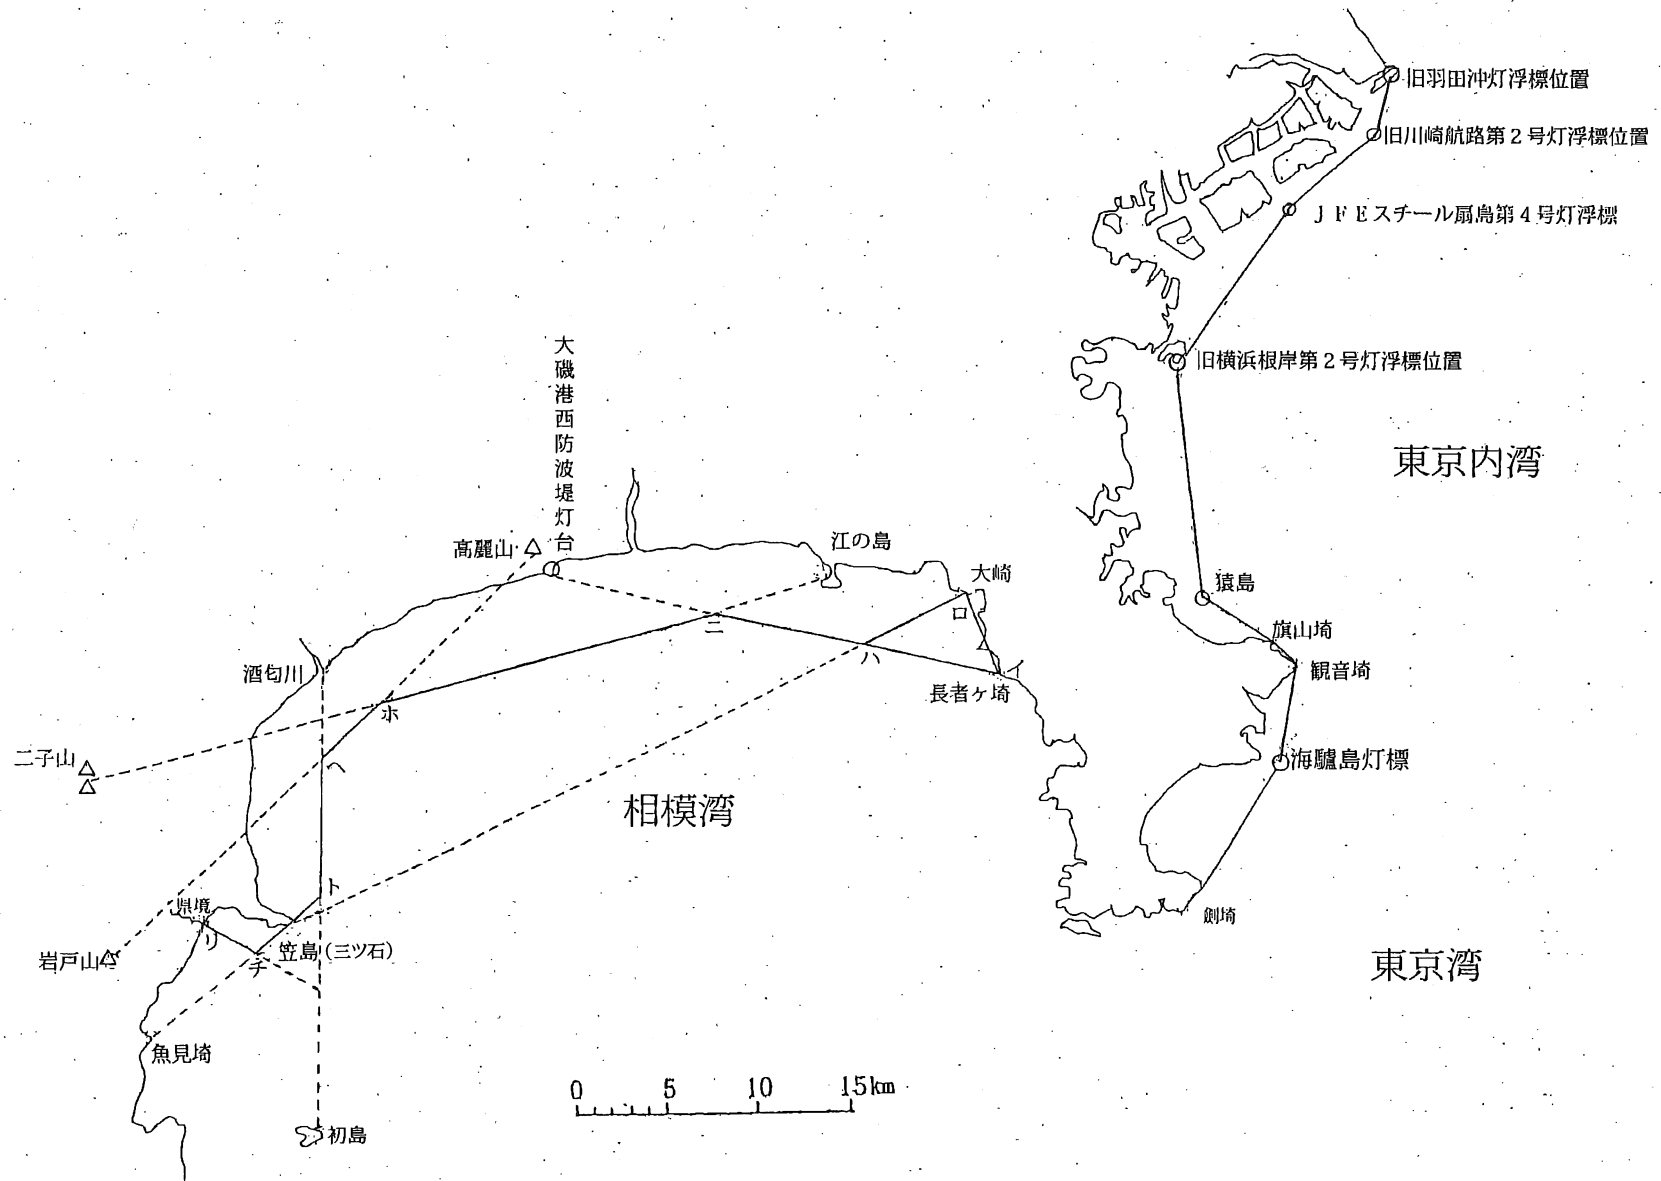 旧羽田沖灯浮標位置
旧川崎航路第2号灯浮標位置
JFEスチール扇島第4号灯浮標
旧横浜根岸第2号灯浮標位置
東京内湾
大磯港西防波堤灯台
高麗山
江の島
大崎
ロ
ニ
ハ
イ
長者ヶ埼
猿島
旗山埼
観音埼
海驢島灯標
酒匂川
ホ
二子山
ヘ
相模湾
ト
県境
リ
笠島(三ツ石)
チ
岩戸山
剱埼
東京湾
魚見埼
0 5 10 15km
初島